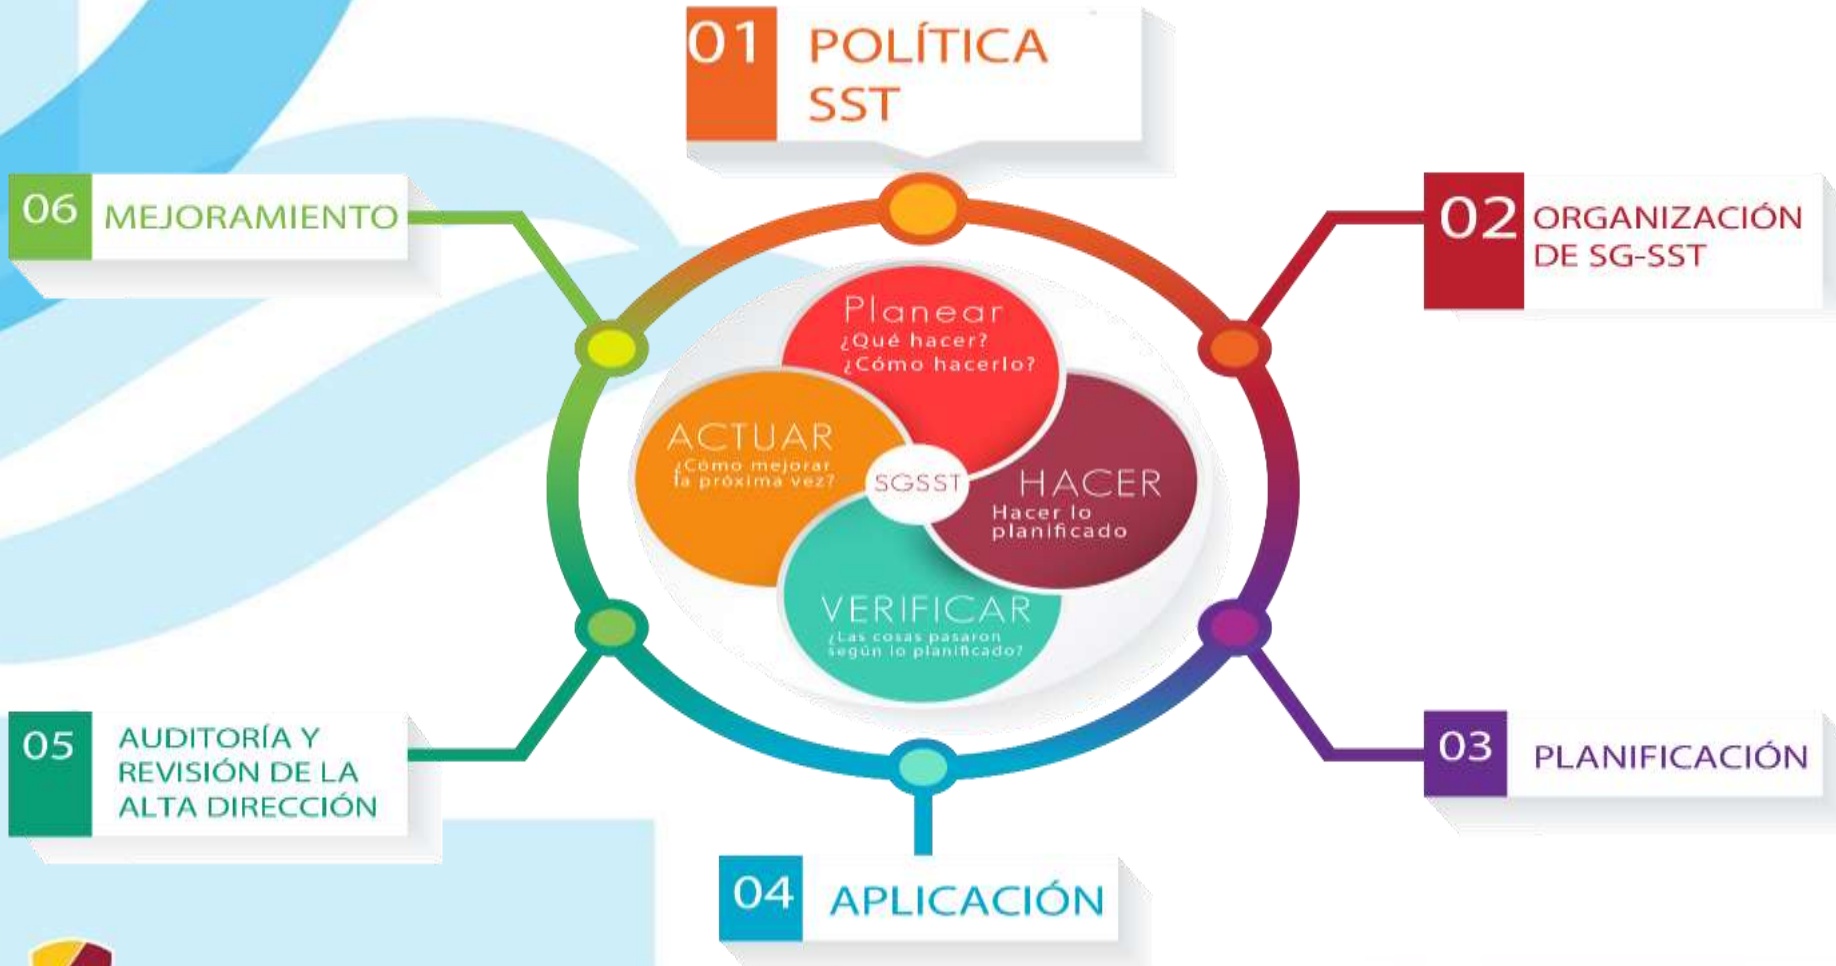 01 POLÍTICA
SST
02 ORGANIZACIÓN
DE SG-SST
03 PLANIFICACIÓN
04 APLICACIÓN
05 AUDITORÍA Y
REVISIÓN DE LA
ALTA DIRECCIÓN
06 MEJORAMIENTO
Planear
¿Qué hacer?
¿Cómo hacerlo?
HACER
Hacer lo
planificado
VERIFICAR
¿Las cosas pasaron
según lo planificado?
ACTUAR
¿Cómo mejorar
la próxima vez?
SGSST